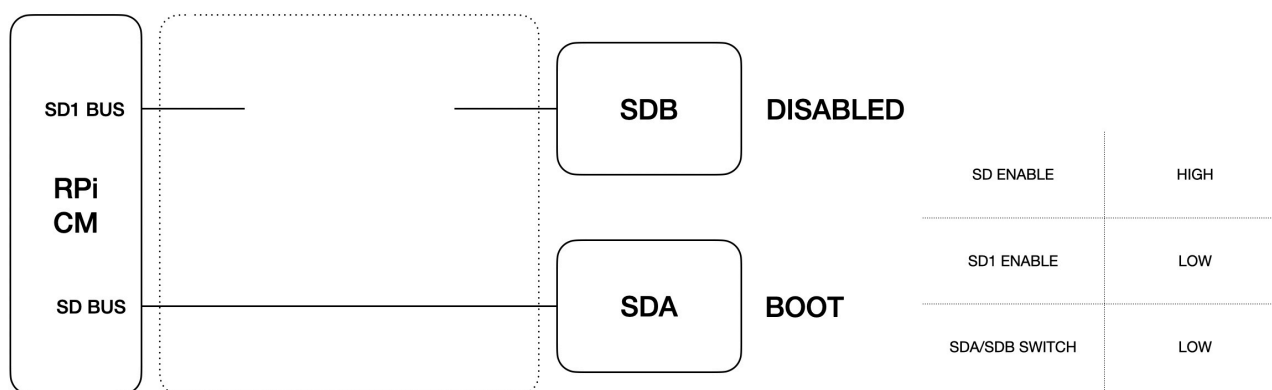 SD1 BUS
SDB
DISABLED
RPi
CM
SD BUS
SDA
BOOT
SD ENABLE HIGH
SD1 ENABLE LOW
SDA/SDB SWITCH LOW